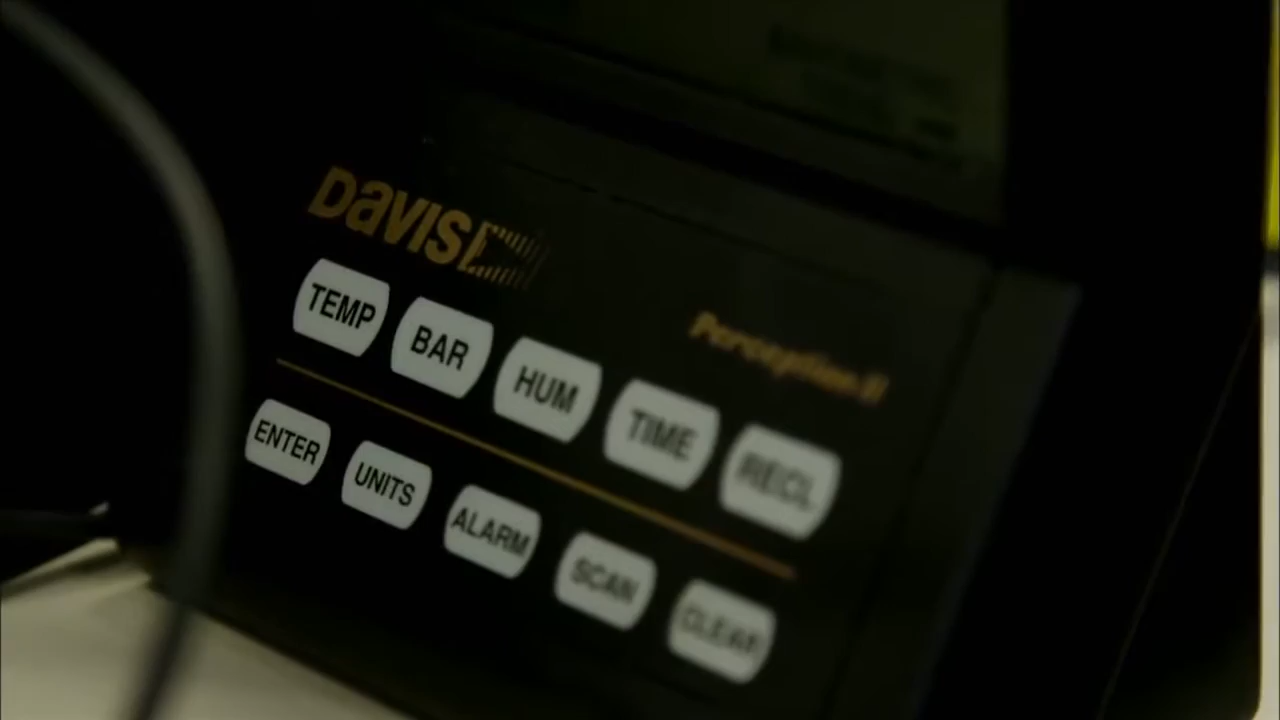 Davis
Perception II
TEMP BAR HUM TIME RECL
ENTER UNITS ALARM SCAN CLEAR